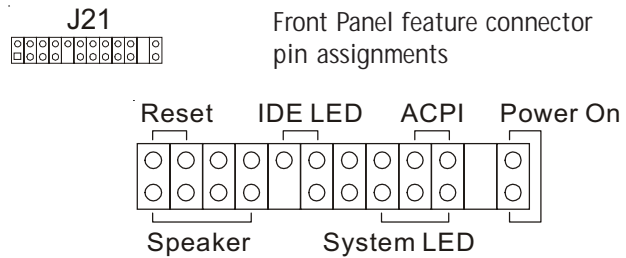 J21
Front Panel feature connector
pin assignments
Reset IDE LED ACPI Power On
Speaker System LED